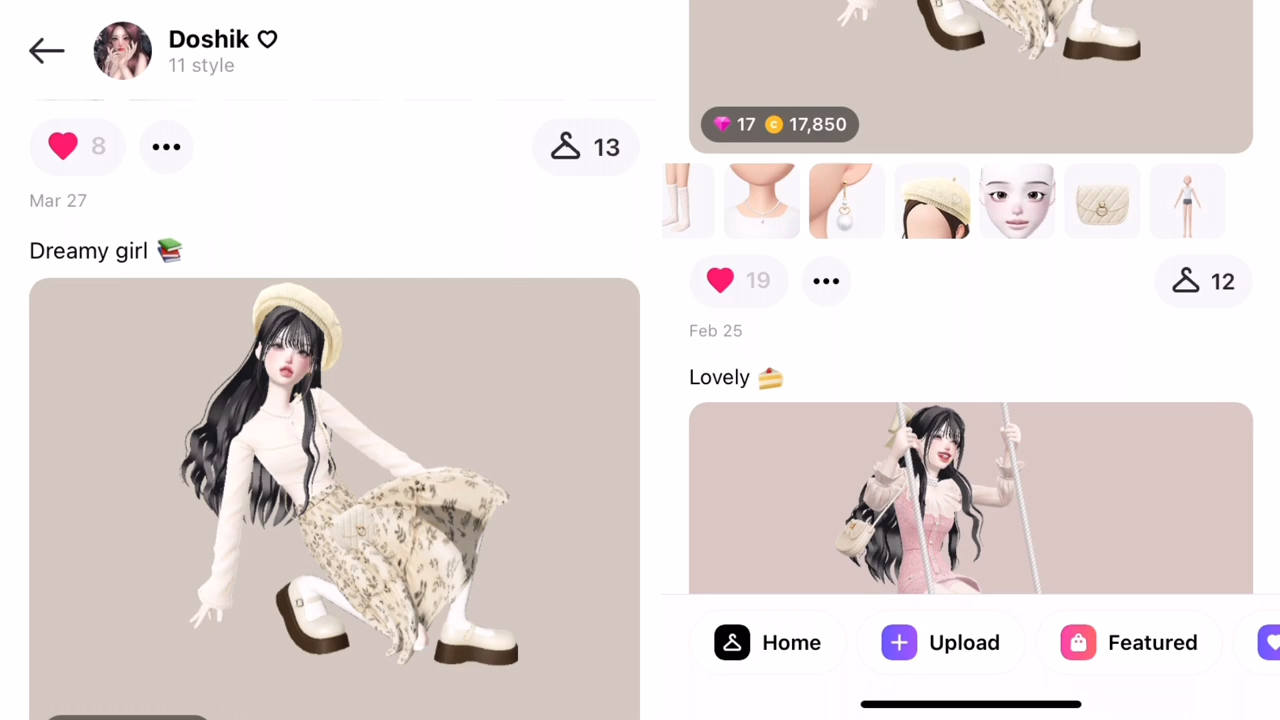 Doshik ♡
11 style
8
13
Mar 27
Dreamy girl 📚
17 C 17,850
19
12
Feb 25
Lovely 🍰
Home
Upload
Featured